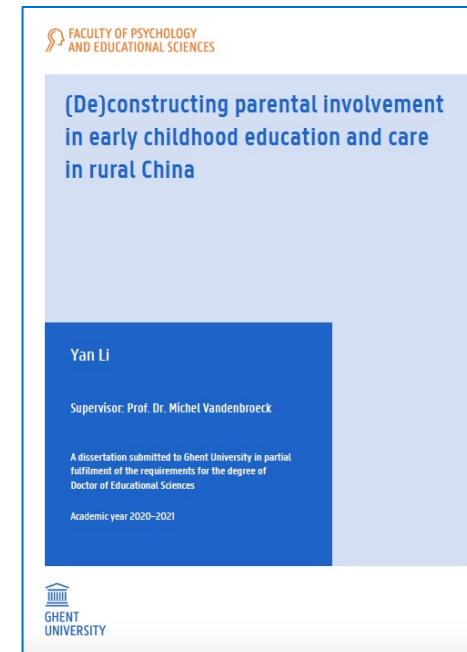 FACULTY OF PSYCHOLOGY
AND EDUCATIONAL SCIENCES
(De)constructing parental involvement
in early childhood education and care
in rural China
Yan Li
Supervisor: Prof. Dr. Michel Vandenbroeck
A dissertation submitted to Ghent University in partial
fulfilment of the requirements for the degree of
Doctor of Educational Sciences
Academic year 2020–2021
GHENT
UNIVERSITY